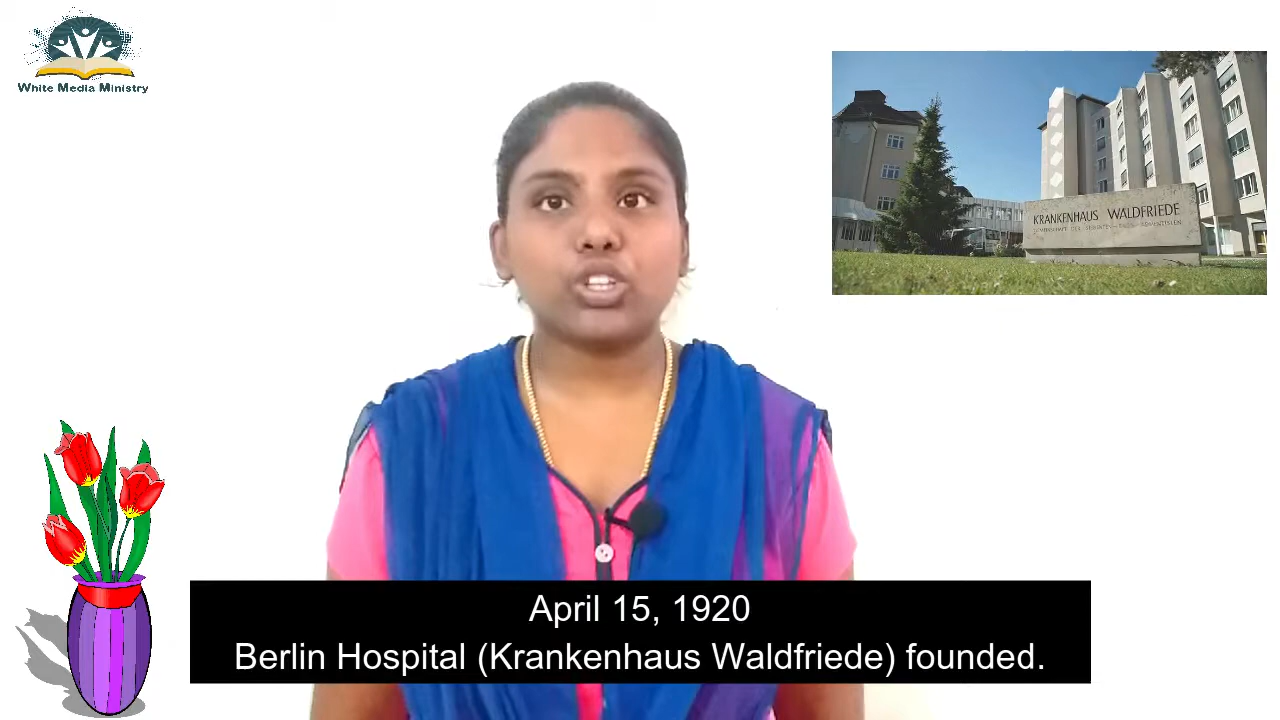 White Media Ministry
KRANKENHAUS WALDFRIEDE
April 15, 1920
Berlin Hospital (Krankenhaus Waldfriede) founded.